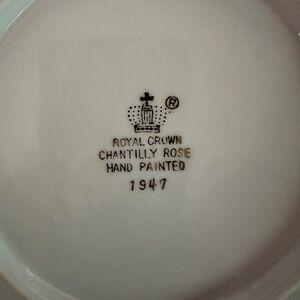 ®
ROYAL CROWN
CHANTILLY ROSE
HAND PAINTED
1947